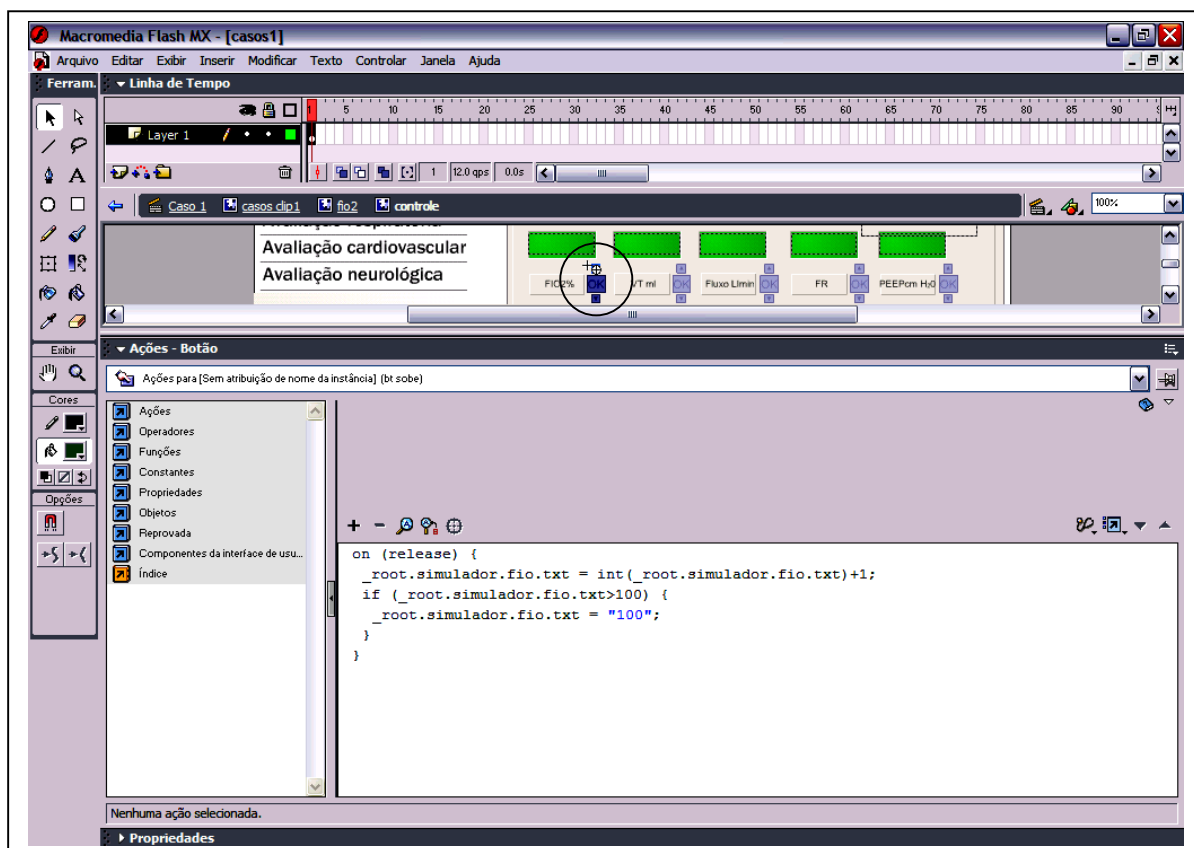 Macromedia Flash MX - [casos1]
Arquivo Editar Exibir Inserir Modificar Texto Controlar Janela Ajuda
Ferram.
Linha de Tempo
1 5 10 15 20 25 30 35 40 45 50 55 60 65 70 75 80 85 90
Layer 1
A
1 12.0 qps 0.0s
Caso 1 casos clip1 fio2 controle 100%
Avaliação cardiovascular
Avaliação neurológica
FIO2% OK VT ml OK Fluxo Llmin OK FR OK PEEPcm H₂0 OK
Exibir
Ações - Botão
Ações para [Sem atribuição de nome da instância] (bt sobe)
Cores
Opções
Ações
Operadores
Funções
Constantes
Propriedades
Objetos
Reprovada
Componentes da interface de usu...
Índice
on (release) {
_root.simulador.fio.txt = int(_root.simulador.fio.txt)+1;
if (_root.simulador.fio.txt>100) {
_root.simulador.fio.txt = "100";
}
}
Nenhuma ação selecionada.
Propriedades